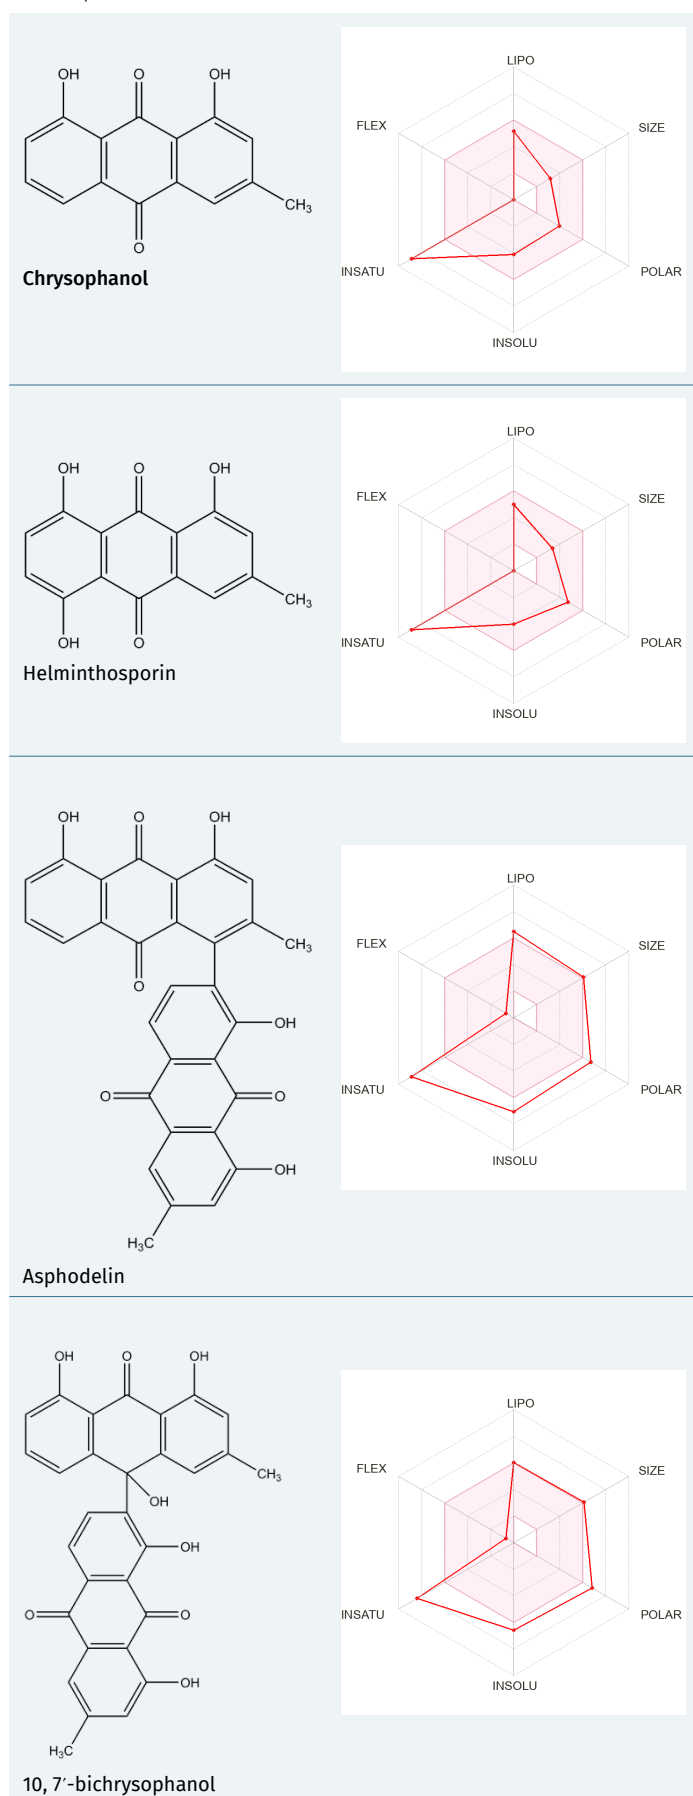 OH O OH
LIPO
FLEX SIZE
CH₃
O
INSATU POLAR
Chrysophanol
INSOLU
LIPO
OH O OH
FLEX SIZE
CH₃
OH O
INSATU POLAR
Helminthosporin
INSOLU
OH O OH
LIPO
CH₃
FLEX SIZE
O
OH
O O
INSATU POLAR
INSOLU
OH
H₃C
Asphodelin
OH O OH
LIPO
FLEX SIZE
CH₃
OH
OH
O O
INSATU POLAR
OH
INSOLU
H₃C
10, 7′-bichrysophanol